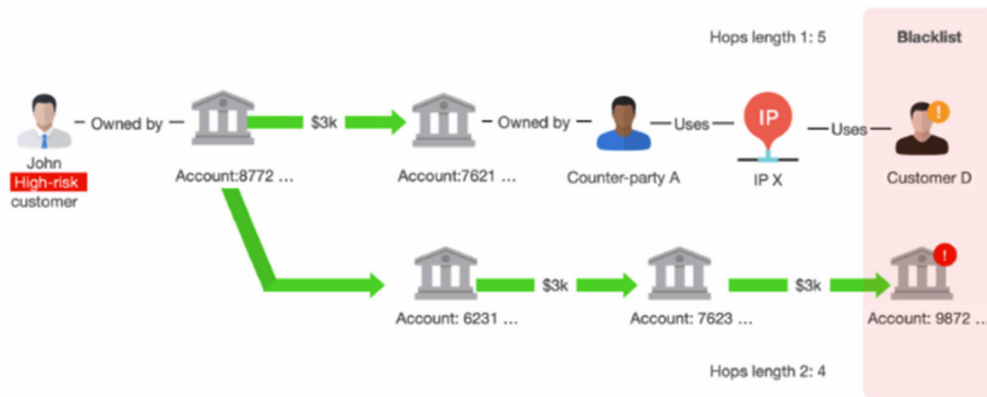 Hops length 1: 5
Blacklist
Owned by
$3k
Owned by
Uses
IP
Uses
!
John
High-risk
customer
Account:8772 ...
Account:7621 ...
Counter-party A
IP X
Customer D
$3k
$3k
!
Account: 6231 ...
Account: 7623 ...
Account: 9872 ...
Hops length 2: 4